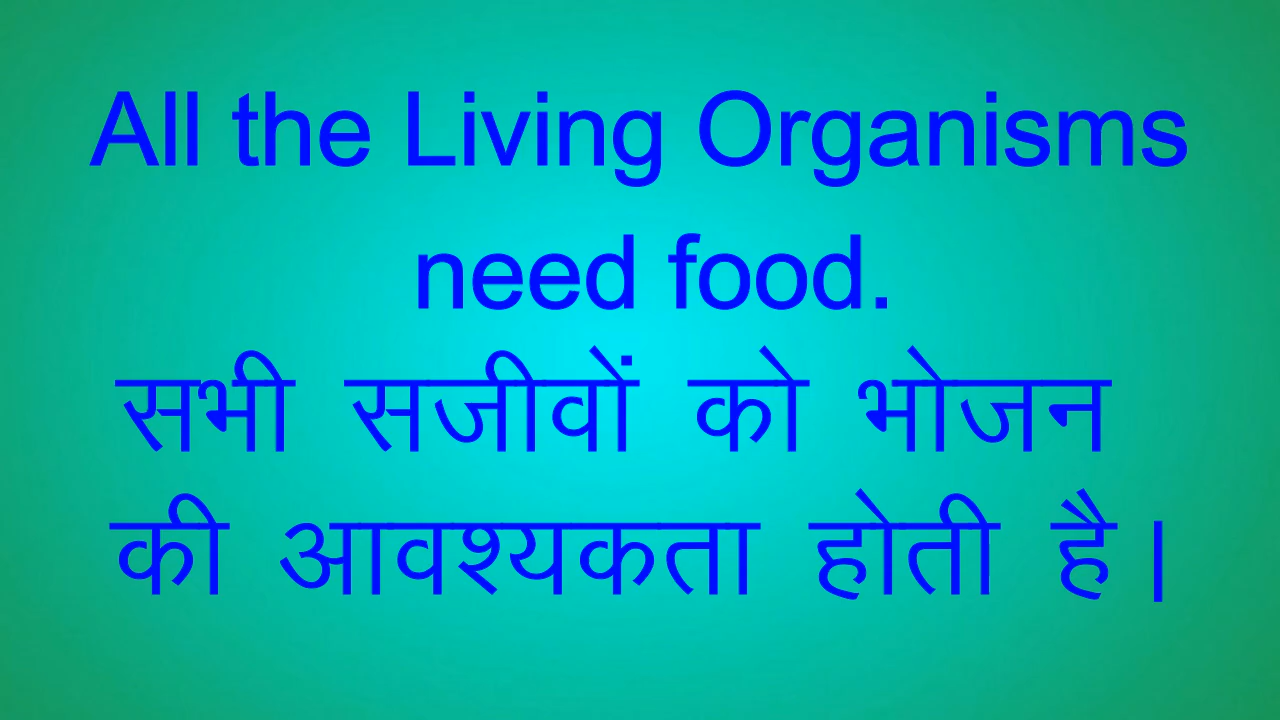 All the Living Organisms
need food.
सभी सजीवों को भोजन
की आवश्यकता होती है।